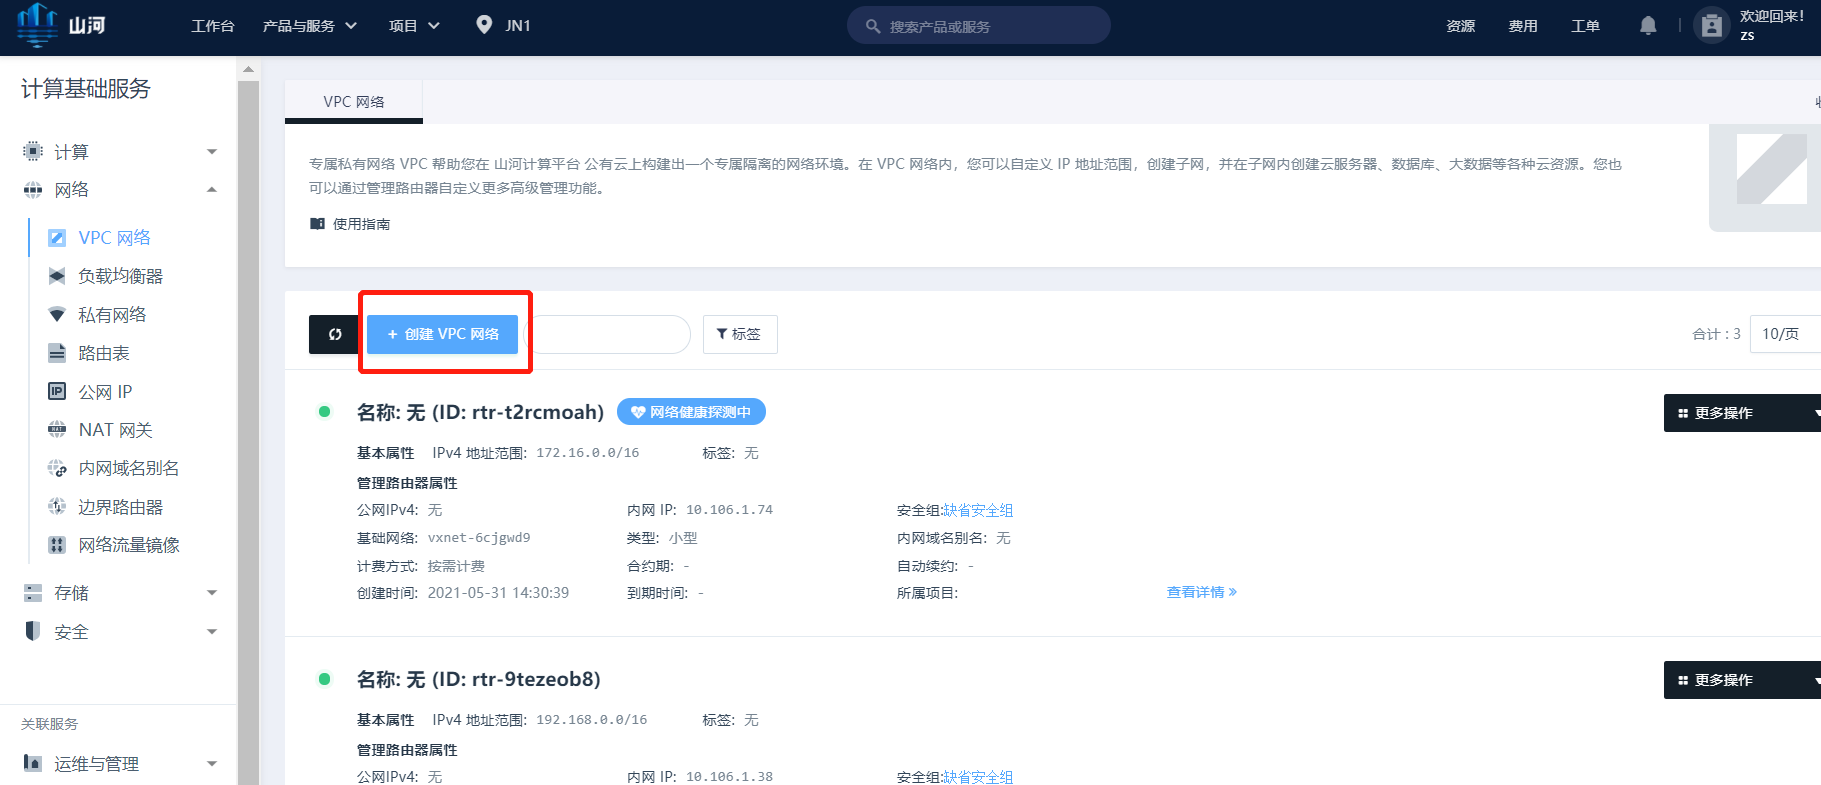 山河
工作台
产品与服务
项目
JN1
搜索产品或服务
资源
费用
工单
欢迎回来!
zs
计算基础服务
计算
网络
VPC 网络
负载均衡器
私有网络
路由表
IP 公网 IP
NAT NAT 网关
内网域名别名
边界路由器
网络流量镜像
存储
安全
关联服务
运维与管理
VPC 网络
专属私有网络 VPC 帮助您在 山河计算平台 公有云上构建出一个专属隔离的网络环境。在 VPC 网络内，您可以自定义 IP 地址范围，创建子网，并在子网内创建云服务器、数据库、大数据等各种云资源。您也
可以通过管理路由器自定义更多高级管理功能。
使用指南
+ 创建 VPC 网络
标签
合计 : 3
10/页
名称: 无 (ID: rtr-t2rcmoah)
网络健康探测中
更多操作
基本属性 IPv4 地址范围: 172.16.0.0/16 标签: 无
管理路由器属性
公网IPv4: 无 内网 IP: 10.106.1.74 安全组:缺省安全组
基础网络: vxnet-6cjgwd9 类型: 小型 内网域名别名: 无
计费方式: 按需计费 合约期: - 自动续约: -
创建时间: 2021-05-31 14:30:39 到期时间: - 所属项目: 查看详情 »
名称: 无 (ID: rtr-9tezeob8)
更多操作
基本属性 IPv4 地址范围: 192.168.0.0/16 标签: 无
管理路由器属性
公网IPv4: 无 内网 IP: 10.106.1.38 安全组:缺省安全组